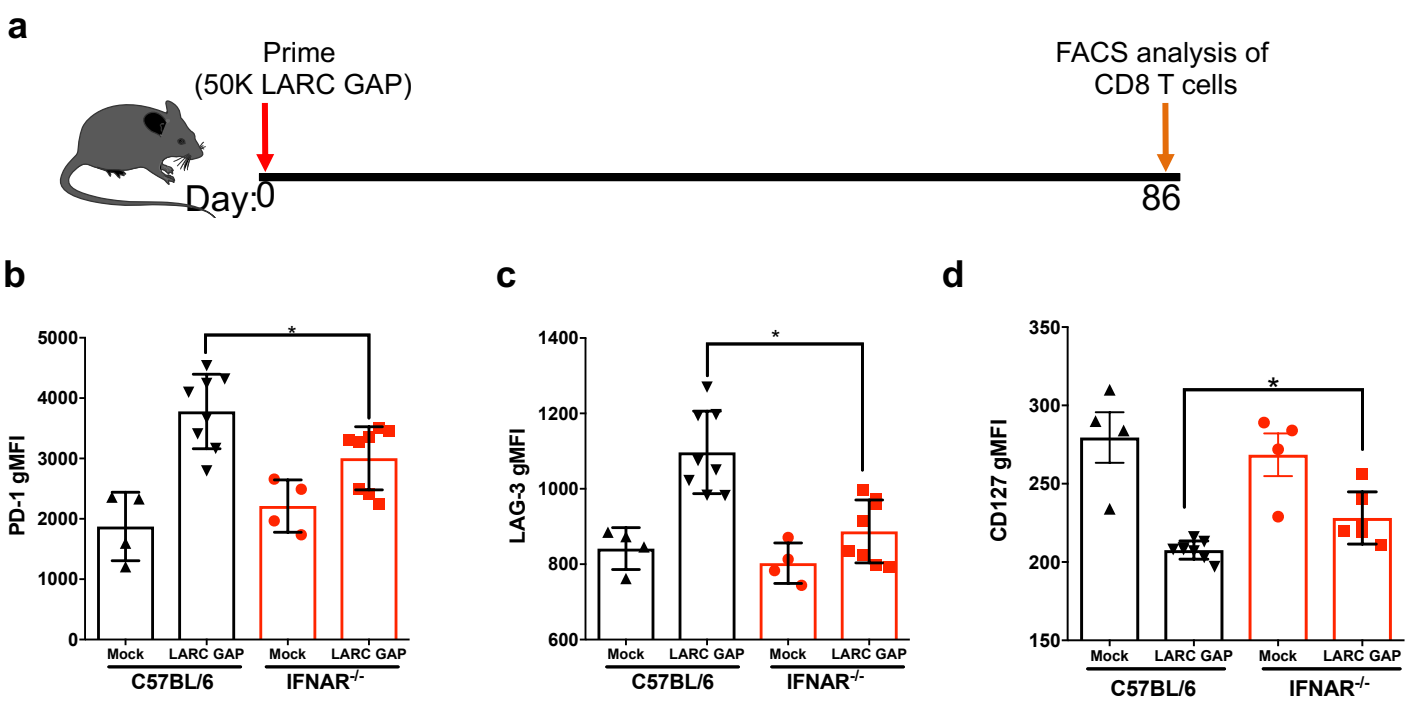 a
Prime
(50K LARC GAP)
FACS analysis of
CD8 T cells
Day:0
86
b
5000
4000
3000
2000
1000
0
PD-1 gMFI
*
Mock
LARC GAP
Mock
LARC GAP
C57BL/6
IFNAR-/-
c
1400
1200
1000
800
600
LAG-3 gMFI
*
Mock
LARC GAP
Mock
LARC GAP
C57BL/6
IFNAR-/-
d
350
300
250
200
150
CD127 gMFI
*
Mock
LARC GAP
Mock
LARC GAP
C57BL/6
IFNAR-/-